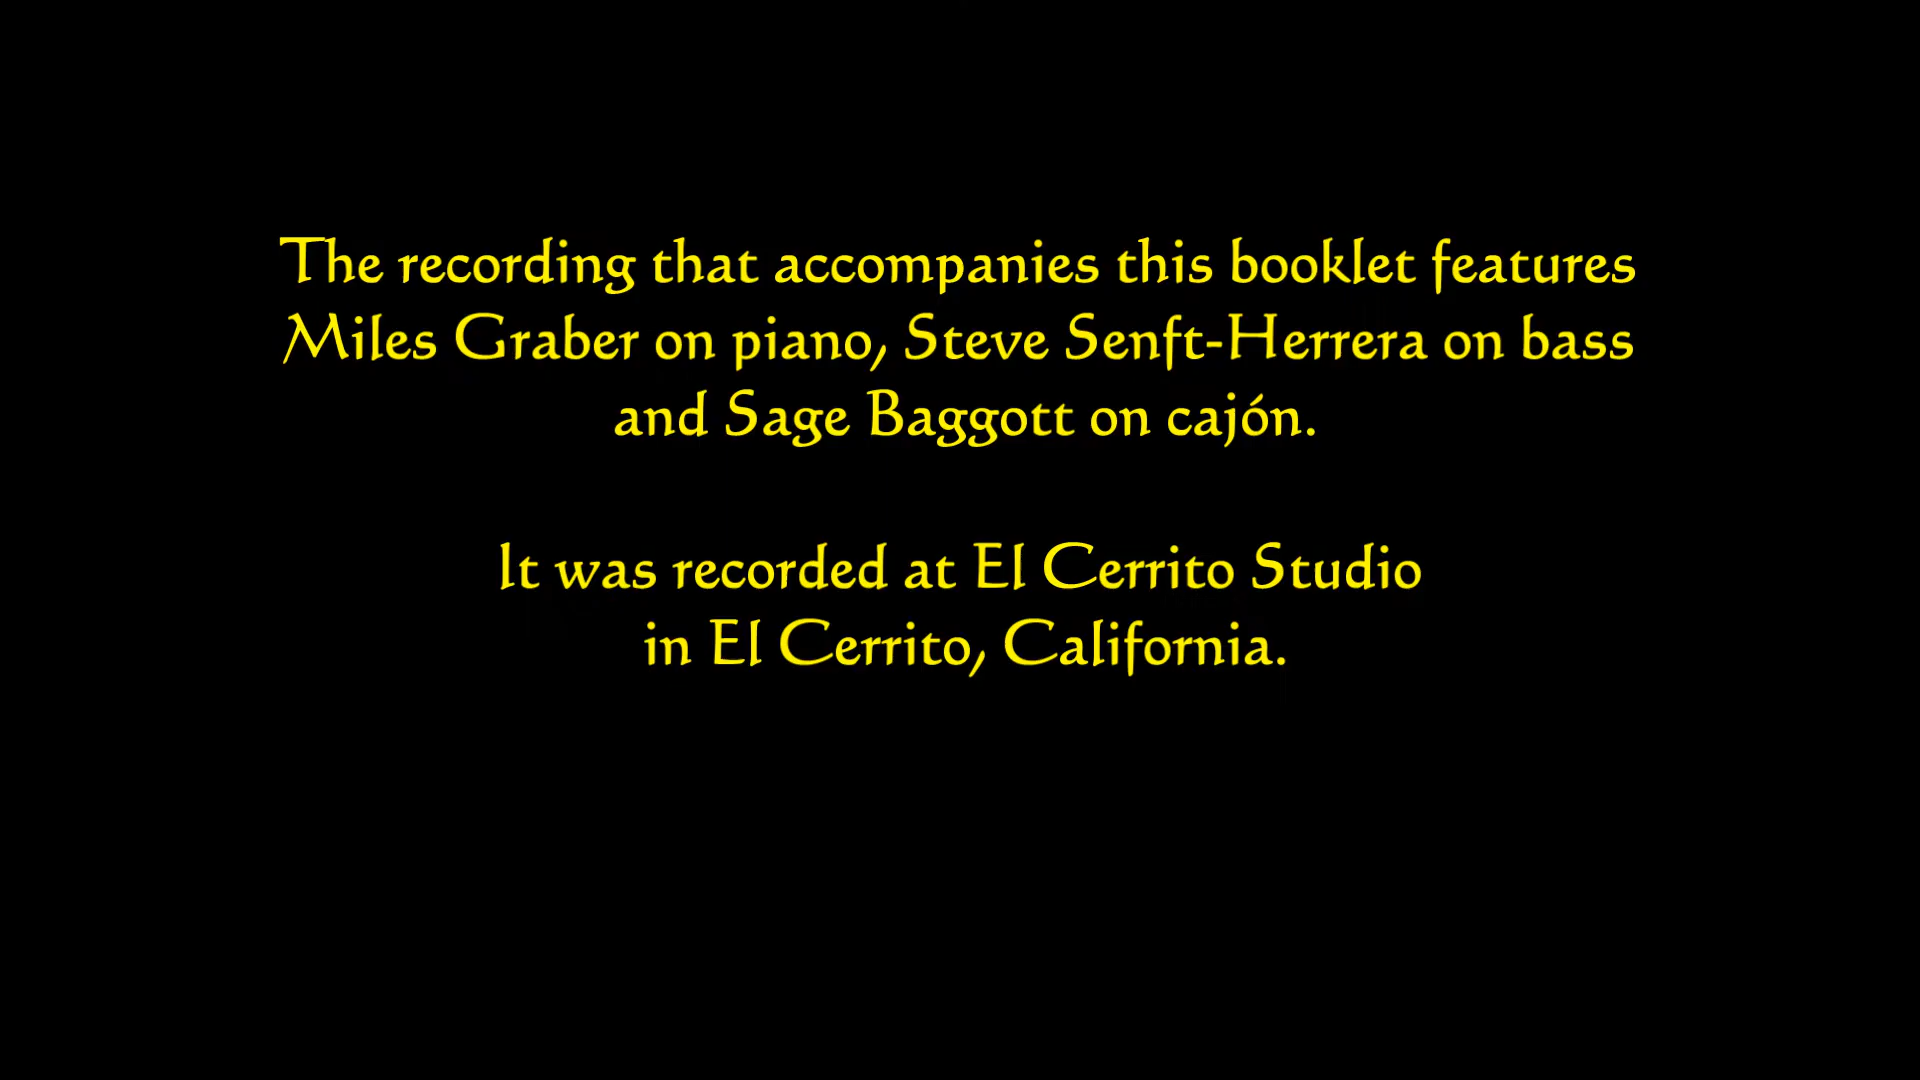 The recording that accompanies this booklet features
Miles Graber on piano, Steve Senft-Herrera on bass
and Sage Baggott on cajón.
It was recorded at El Cerrito Studio
in El Cerrito, California.